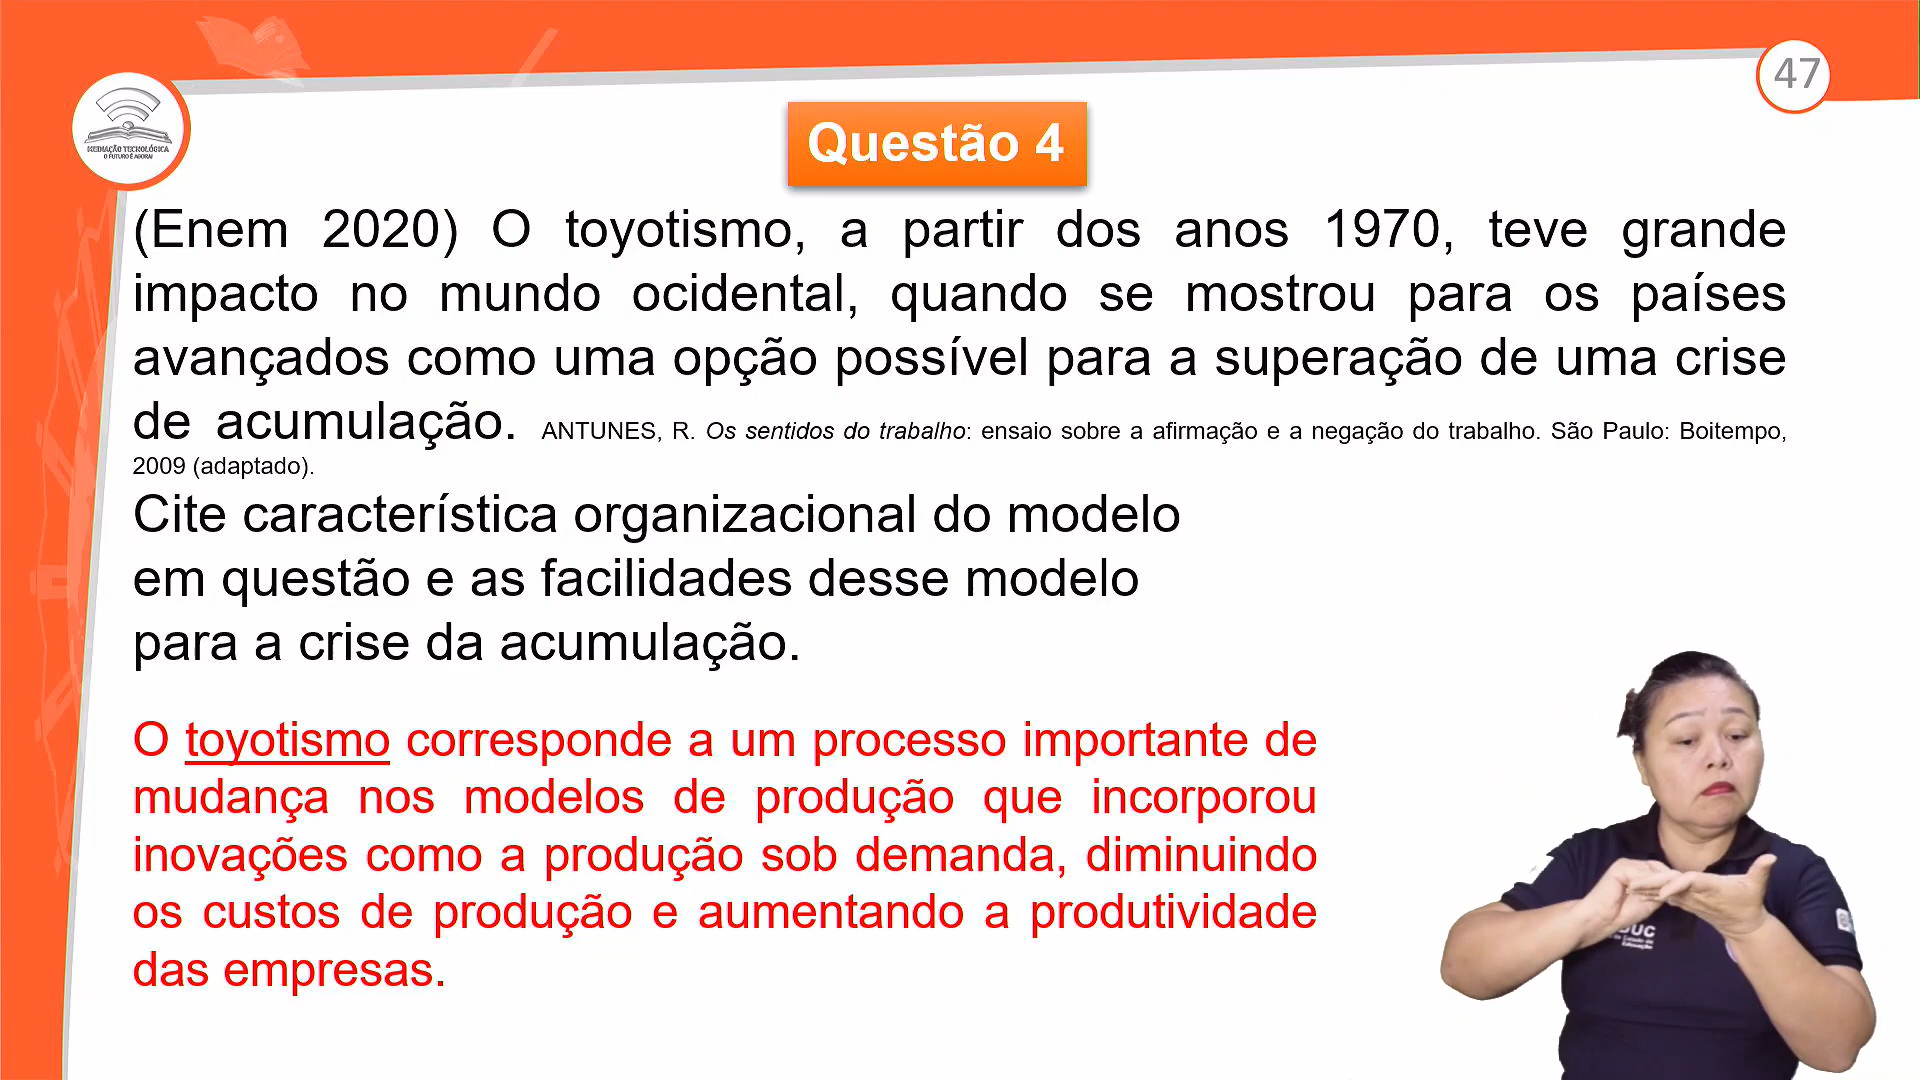 47
MEDIAÇÃO TECNOLÓGICA
O FUTURO É AGORA!
Questão 4
(Enem 2020) O toyotismo, a partir dos anos 1970, teve grande
impacto no mundo ocidental, quando se mostrou para os países
avançados como uma opção possível para a superação de uma crise
de acumulação. ANTUNES, R. Os sentidos do trabalho: ensaio sobre a afirmação e a negação do trabalho. São Paulo: Boitempo,
2009 (adaptado).
Cite característica organizacional do modelo
em questão e as facilidades desse modelo
para a crise da acumulação.
O toyotismo corresponde a um processo importante de
mudança nos modelos de produção que incorporou
inovações como a produção sob demanda, diminuindo
os custos de produção e aumentando a produtividade
das empresas.